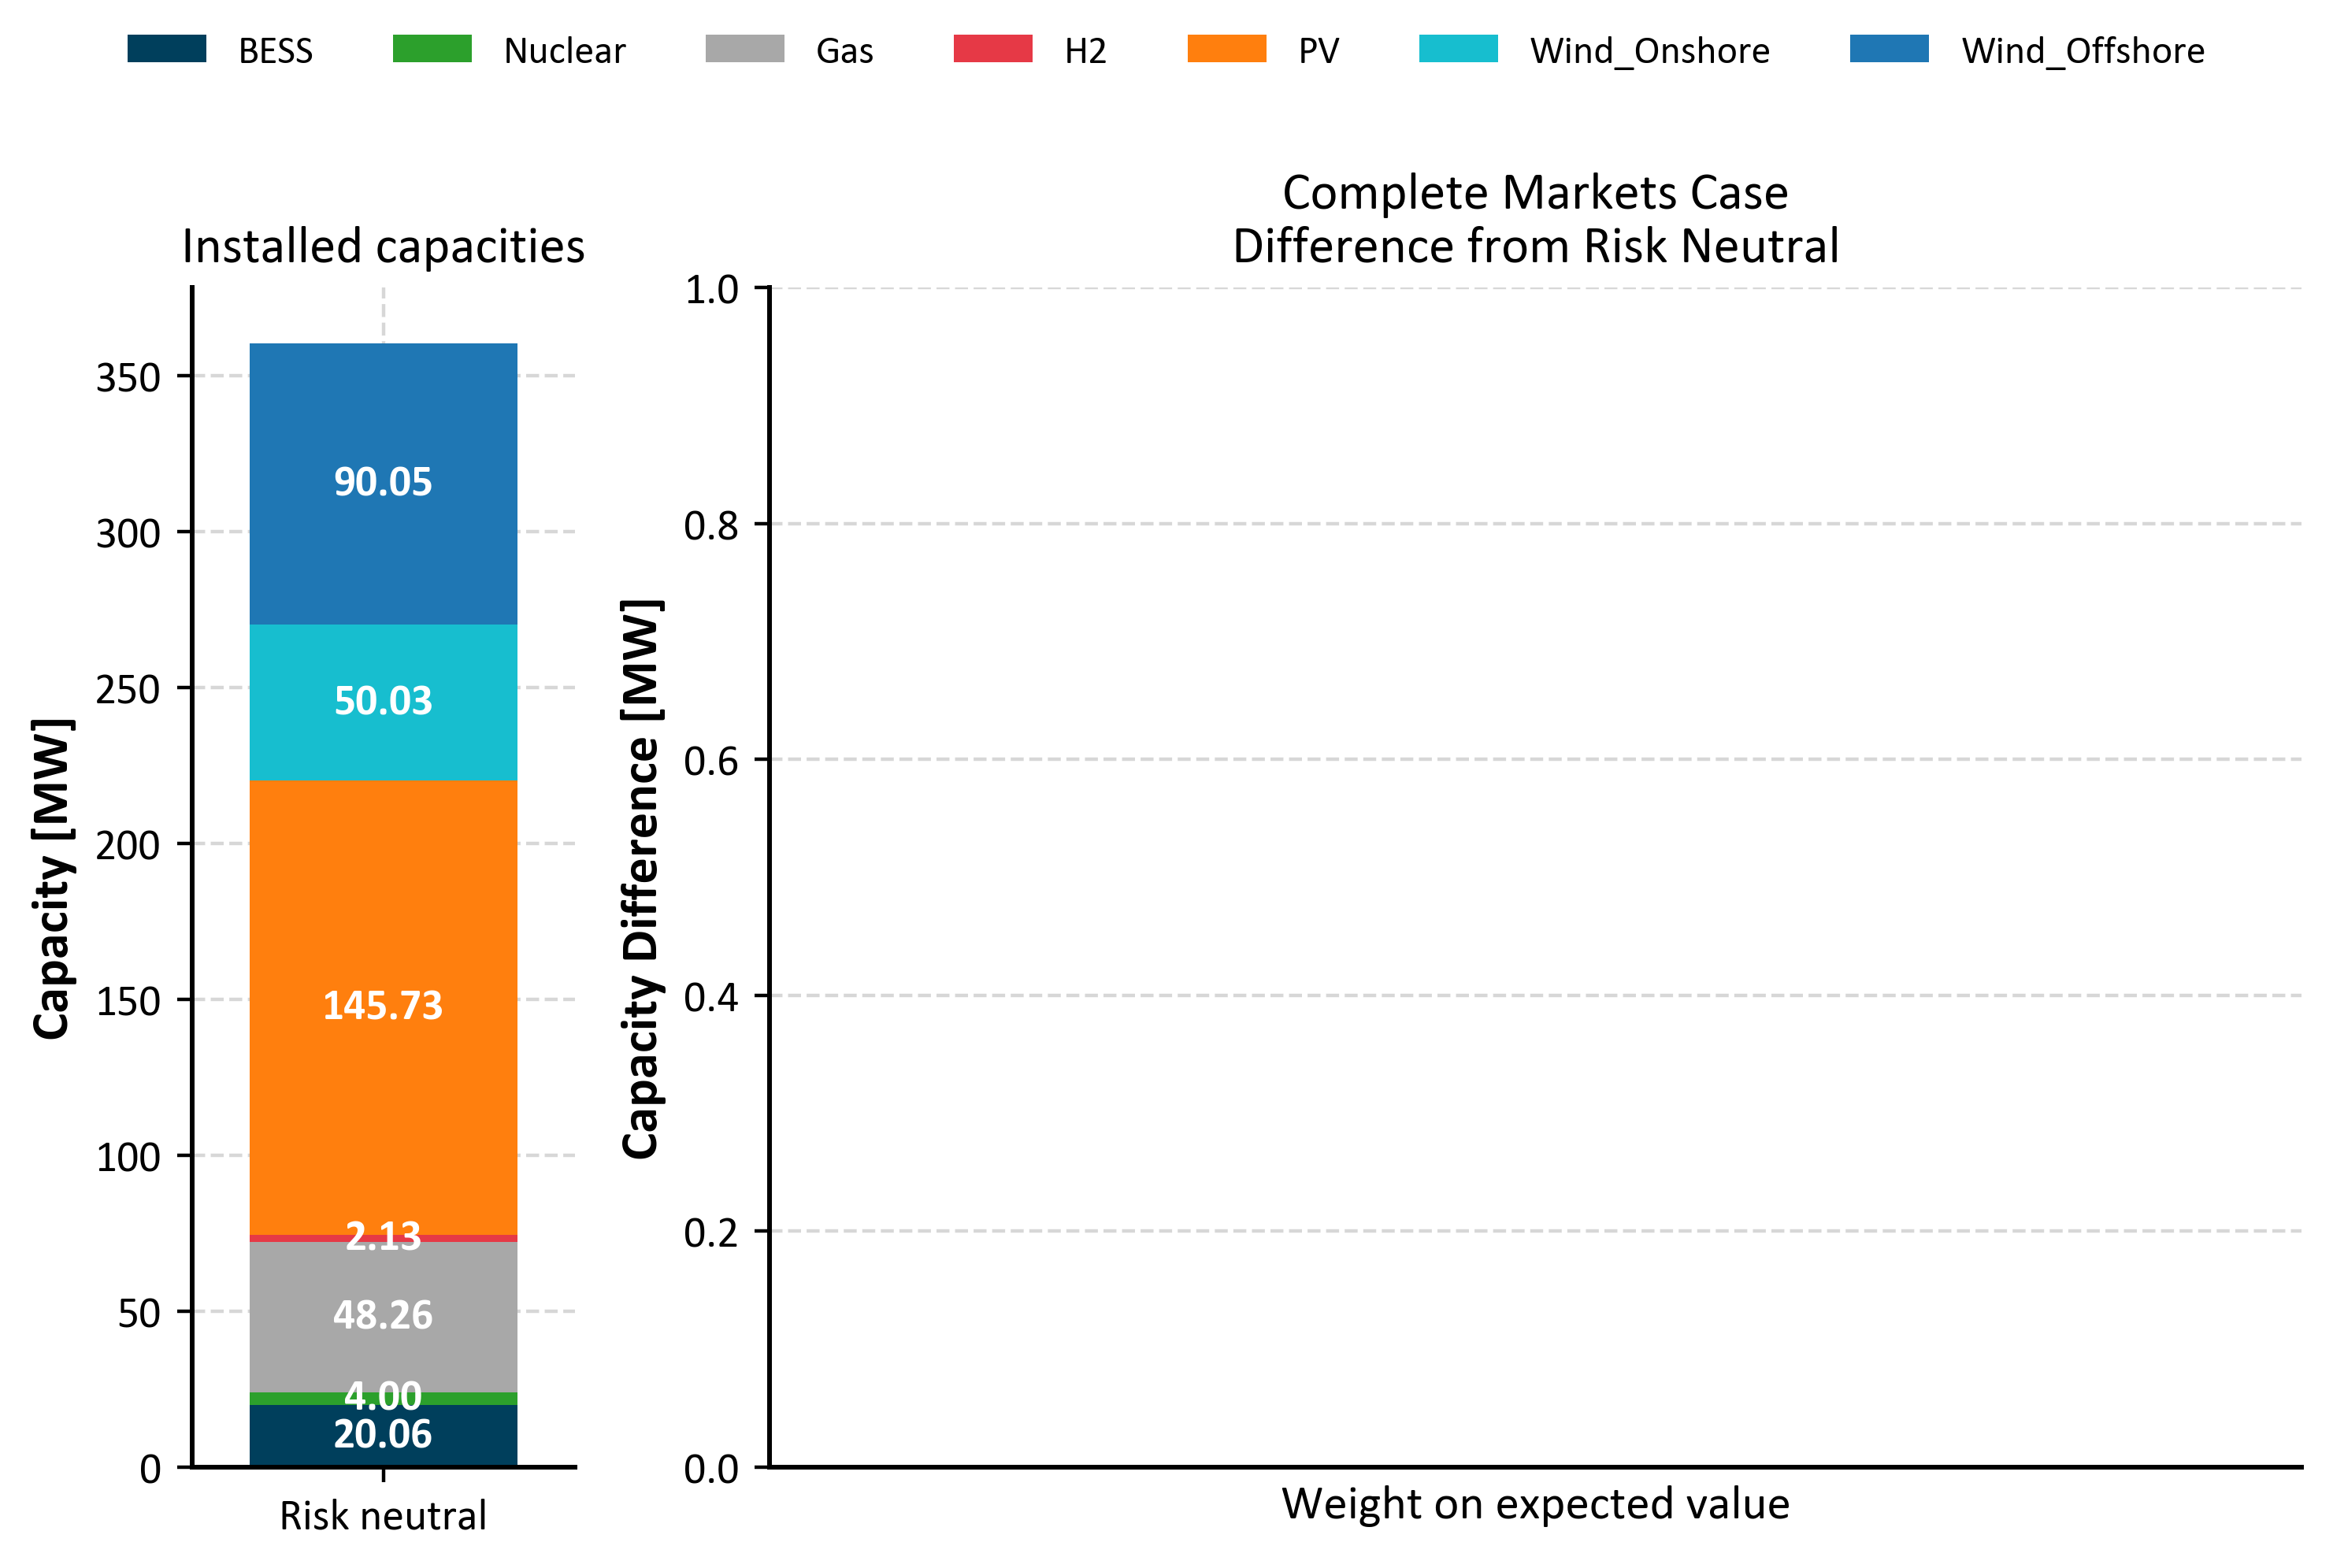 BESS Nuclear Gas H2 PV Wind_Onshore Wind_Offshore
Installed capacities
Capacity [MW]
350
300
250
200
150
100
50
0
90.05
50.03
145.73
2.13
48.26
4.00
20.06
Risk neutral
Complete Markets Case
Difference from Risk Neutral
Capacity Difference [MW]
1.0
0.8
0.6
0.4
0.2
0.0
Weight on expected value